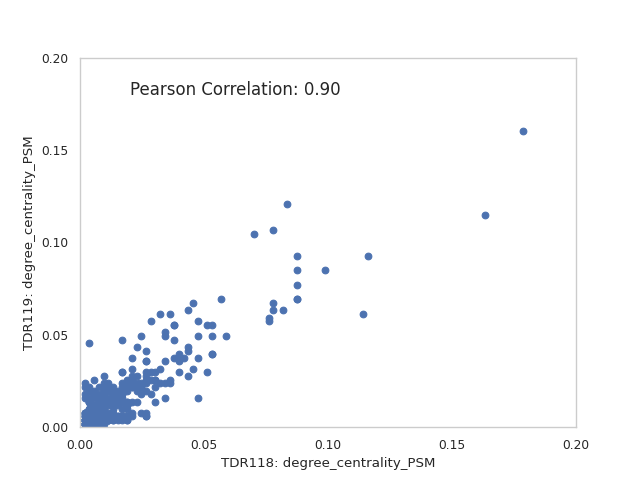 Pearson Correlation: 0.90
TDR119: degree_centrality_PSM
0.20
0.15
0.10
0.05
0.00
0.00 0.05 0.10 0.15 0.20
TDR118: degree_centrality_PSM